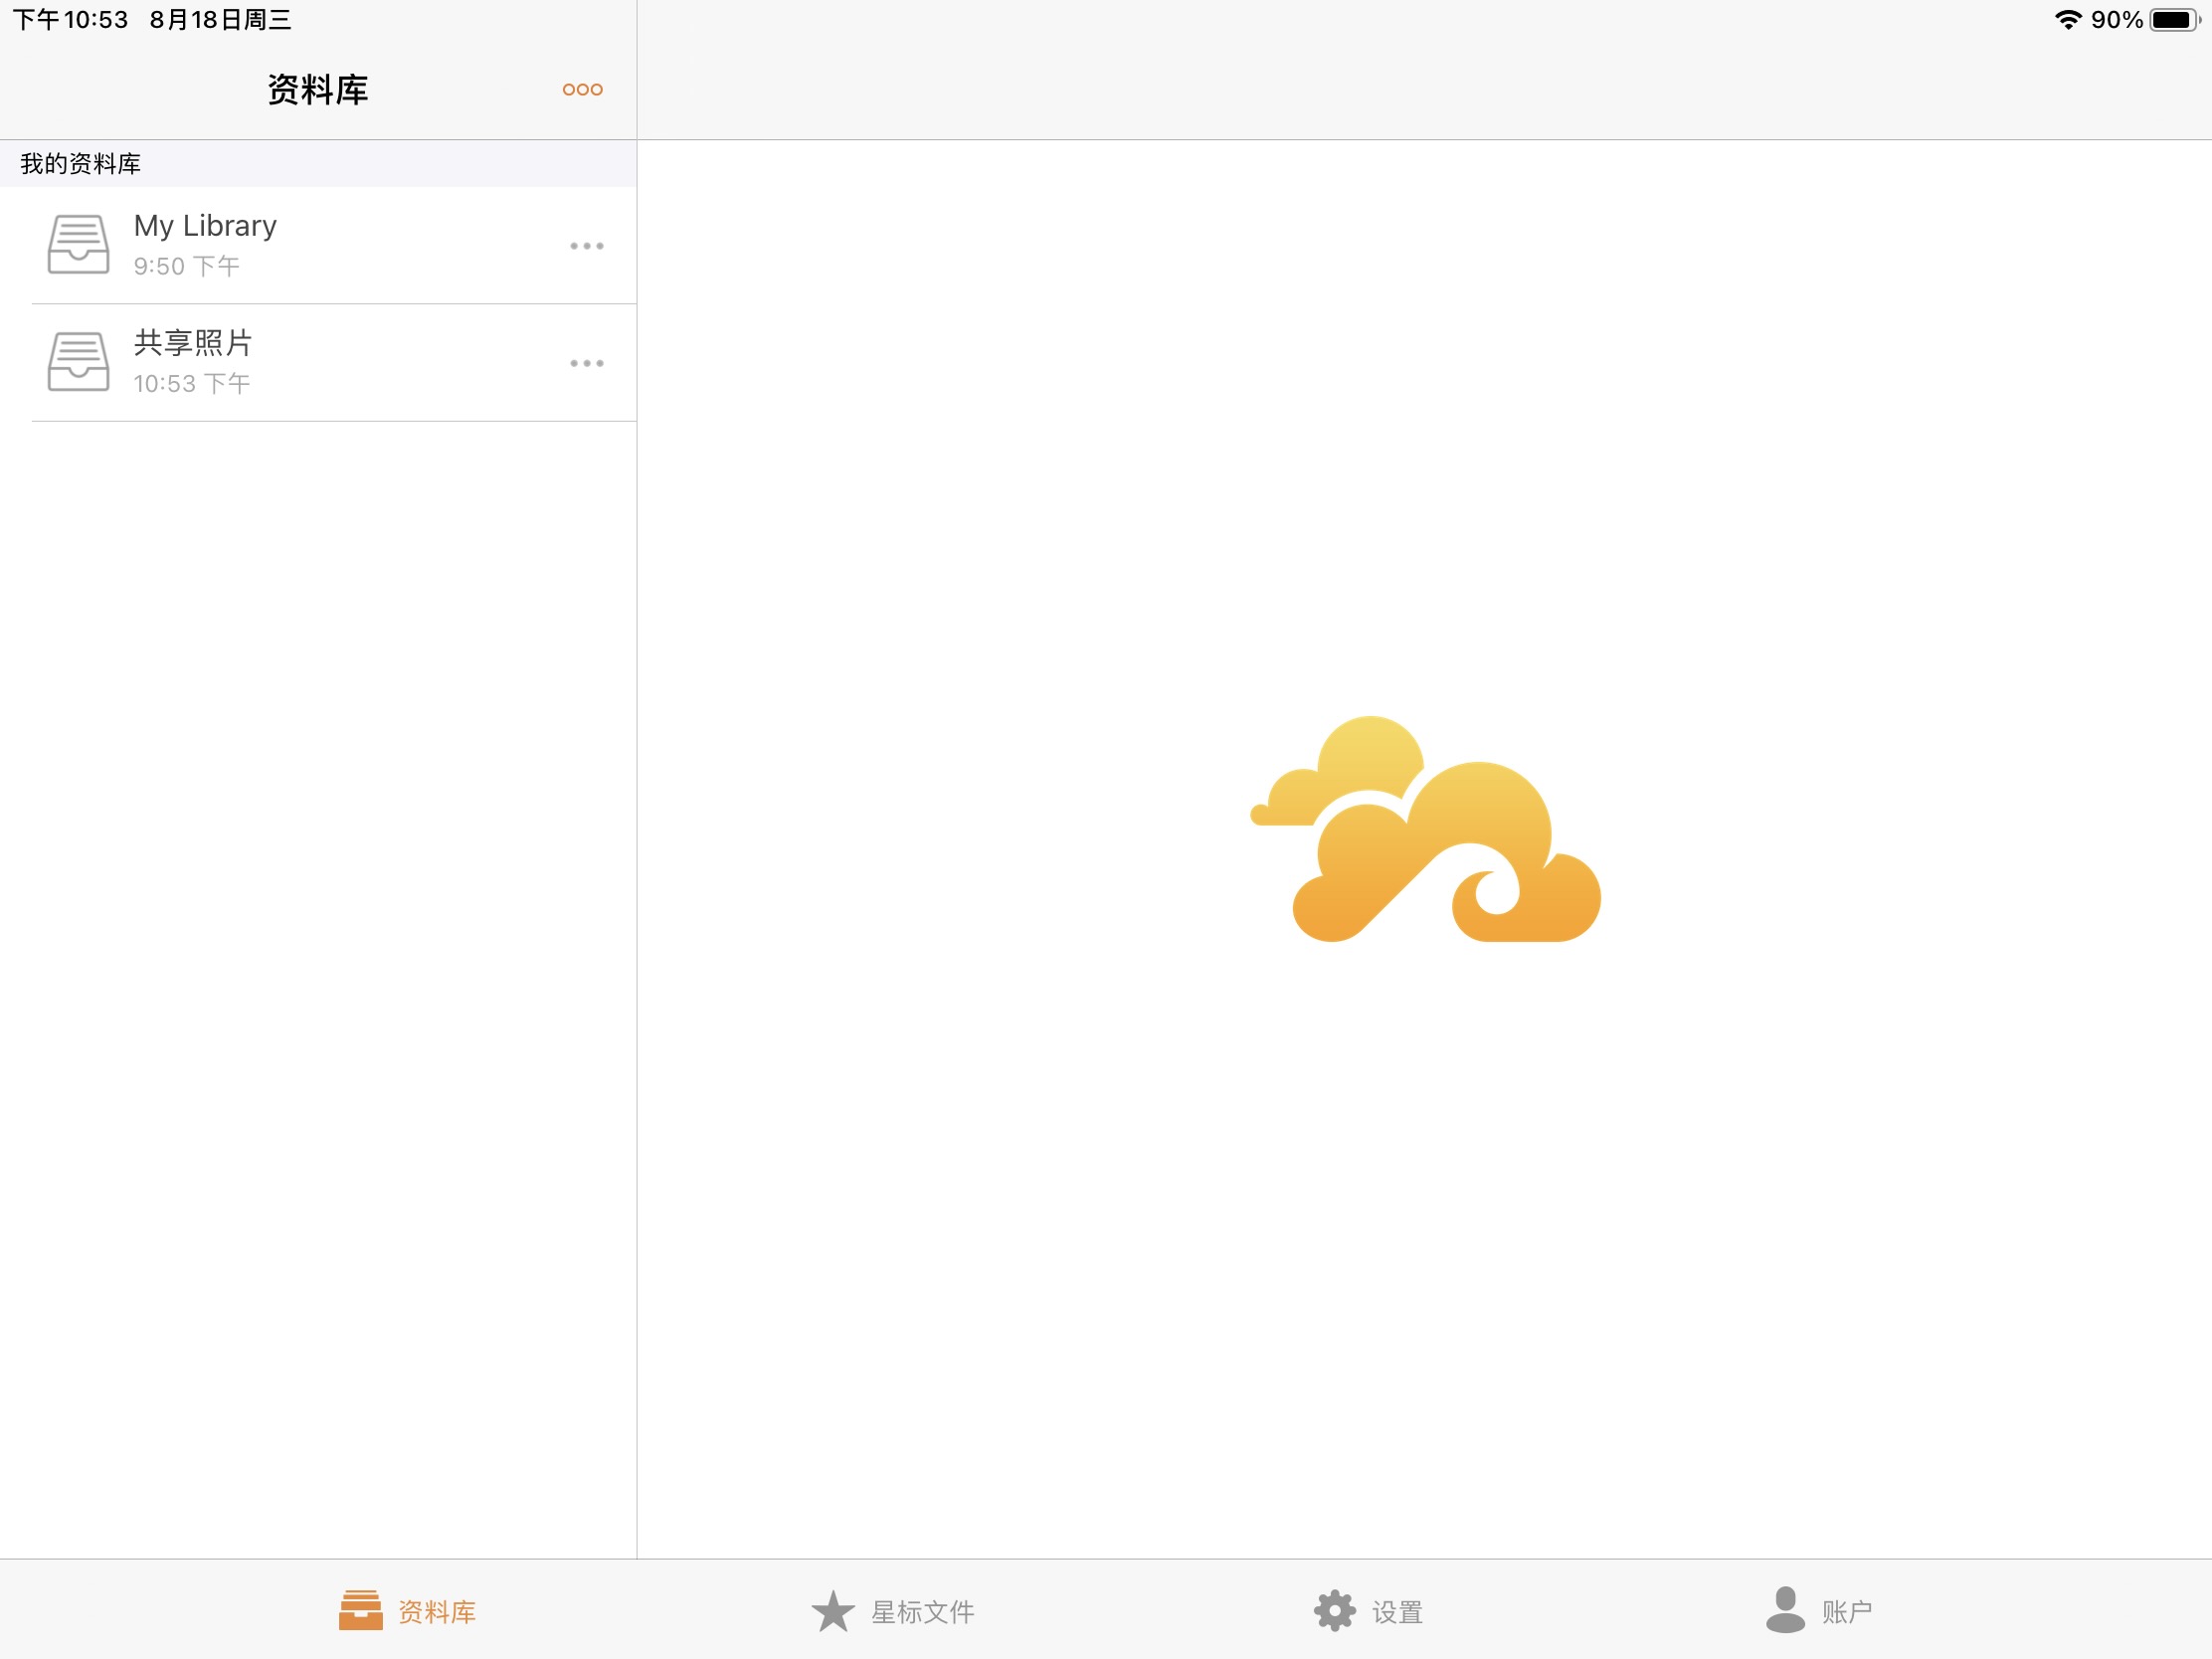 下午10:53 8月18日周三
90%
资料库
我的资料库
My Library
9:50 下午
共享照片
10:53 下午
资料库
星标文件
设置
账户